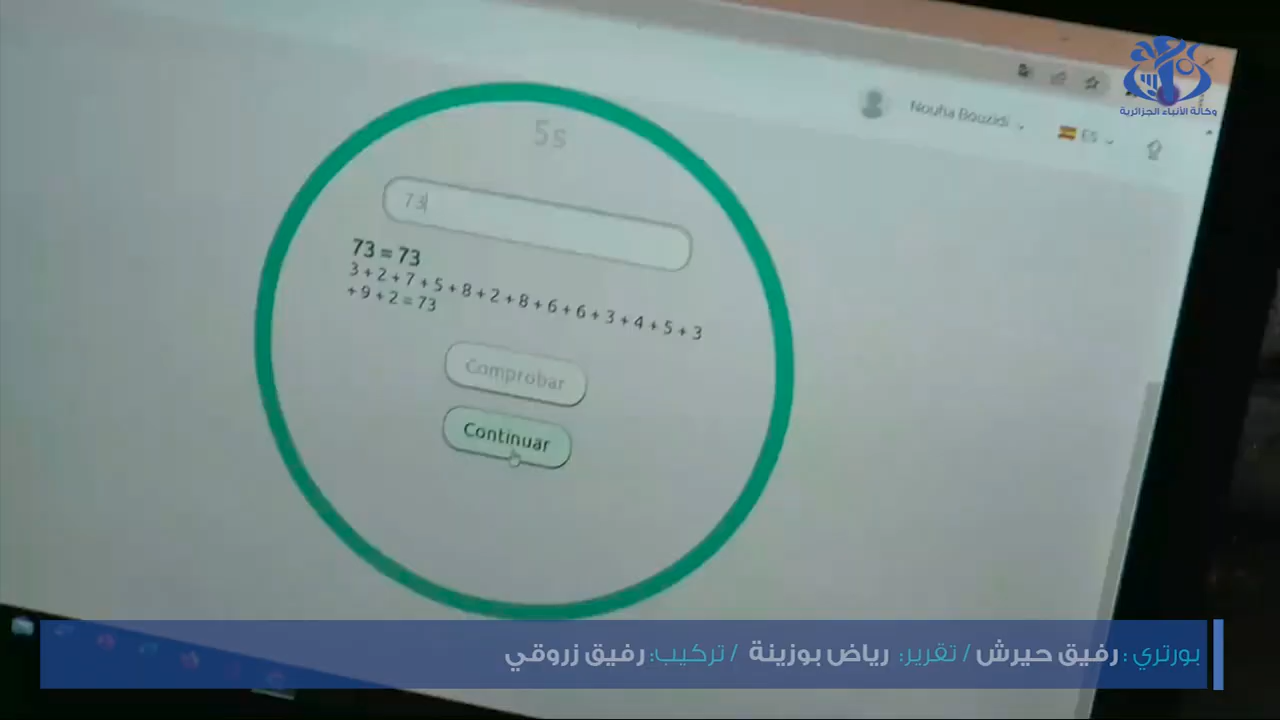 وكالة الأنباء الجزائرية
Nouha Bouzidi
ES
5s
73
73 = 73
3 + 2 + 7 + 5 + 8 + 2 + 8 + 6 + 6 + 3 + 4 + 5 + 3
+ 9 + 2 = 73
Comprobar
Continuar
بورتري : رفيق حيرش / تقرير: رياض بوزينة / تركيب: رفيق زروقي